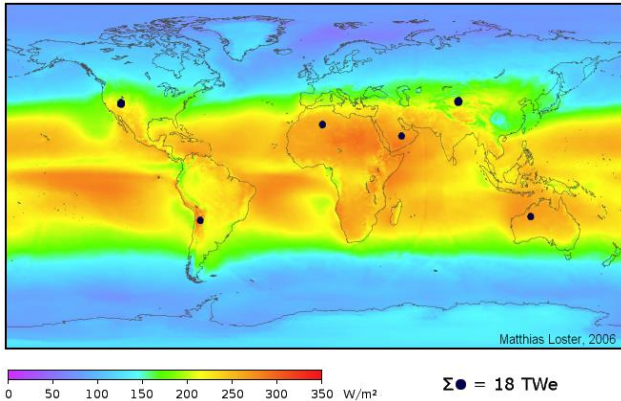 Matthias Loster, 2006
0 50 100 150 200 250 300 350 W/m²
Σ● = 18 TWe